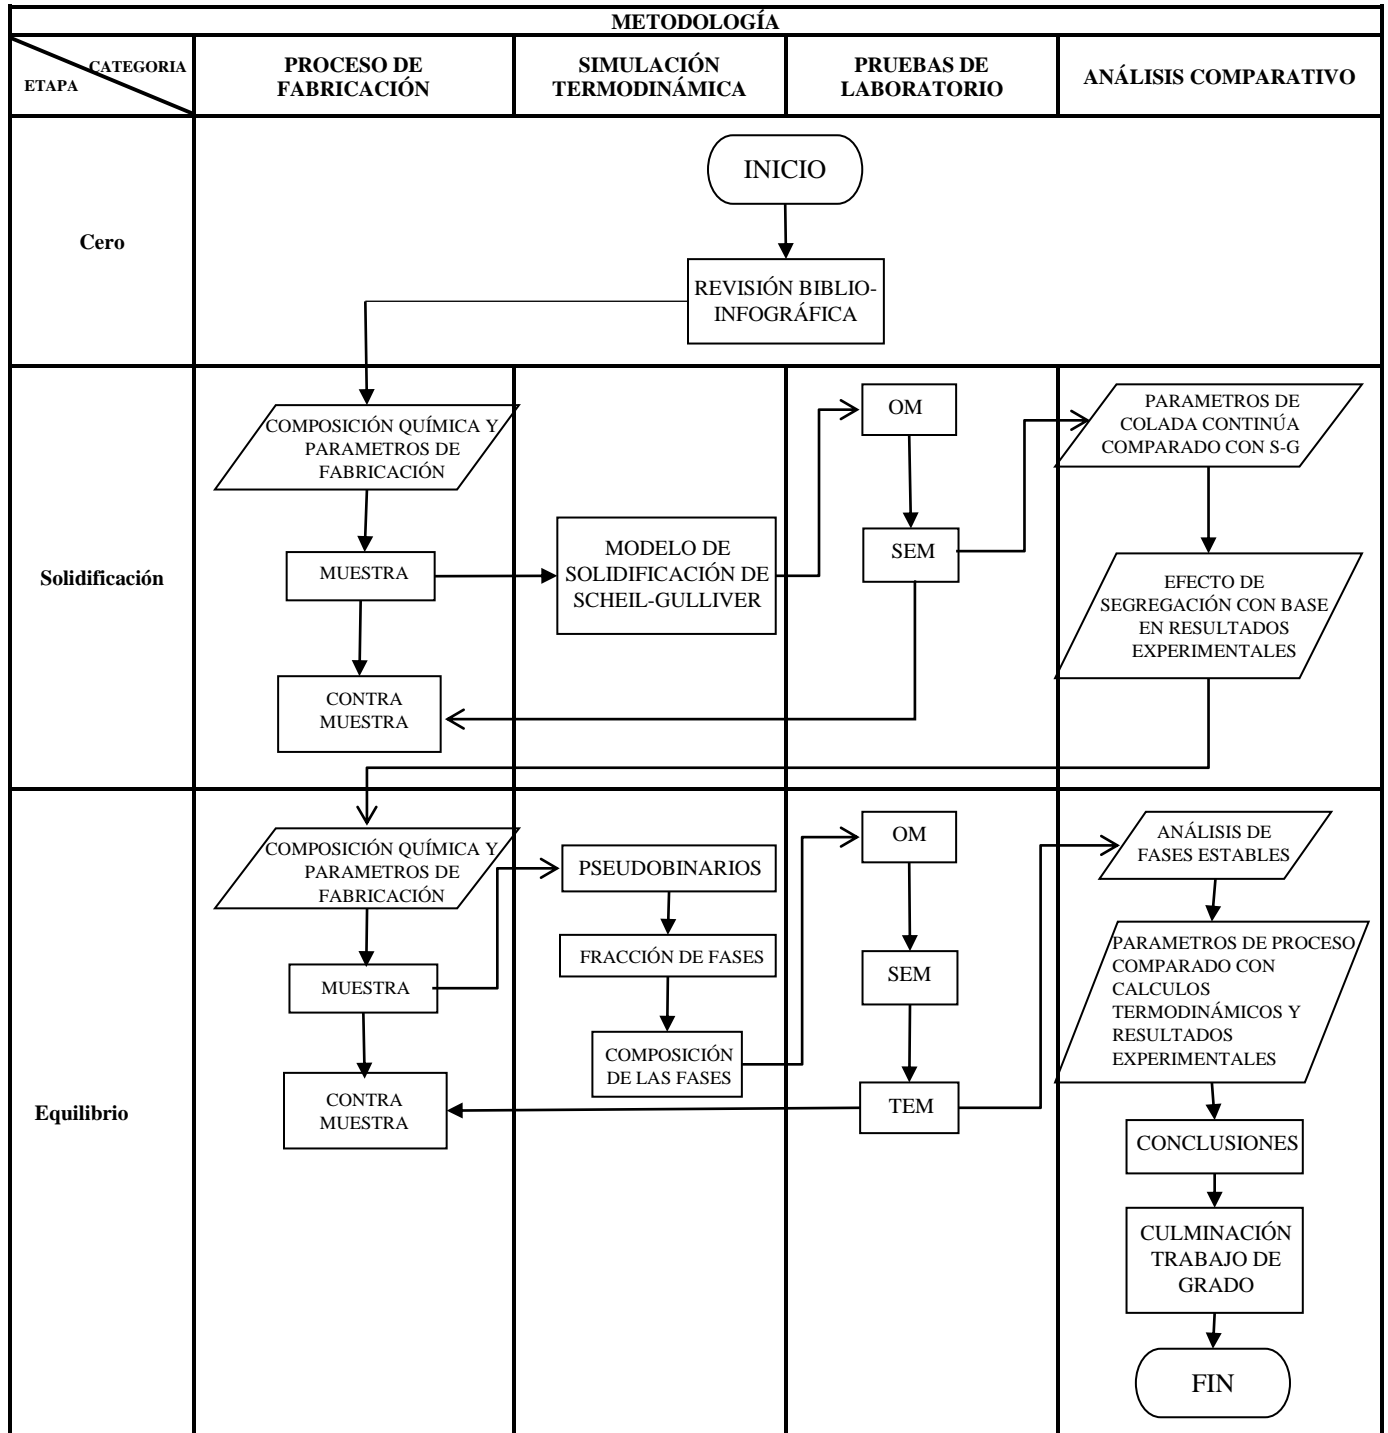 METODOLOGÍA
CATEGORIA
ETAPA
PROCESO DE
FABRICACIÓN
SIMULACIÓN
TERMODINÁMICA
PRUEBAS DE
LABORATORIO
ANÁLISIS COMPARATIVO
Cero
INICIO
REVISIÓN BIBLIO-
INFOGRÁFICA
Solidificación
COMPOSICIÓN QUÍMICA Y
PARAMETROS DE
FABRICACIÓN
MUESTRA
CONTRA
MUESTRA
MODELO DE
SOLIDIFICACIÓN DE
SCHEIL-GULLIVER
OM
SEM
PARAMETROS DE
COLADA CONTINÚA
COMPARADO CON S-G
EFECTO DE
SEGREGACIÓN CON BASE
EN RESULTADOS
EXPERIMENTALES
Equilibrio
COMPOSICIÓN QUÍMICA Y
PARAMETROS DE
FABRICACIÓN
MUESTRA
CONTRA
MUESTRA
PSEUDOBINARIOS
FRACCIÓN DE FASES
COMPOSICIÓN
DE LAS FASES
OM
SEM
TEM
ANÁLISIS DE
FASES ESTABLES
PARAMETROS DE PROCESO
COMPARADO CON
CALCULOS
TERMODINÁMICOS Y
RESULTADOS
EXPERIMENTALES
CONCLUSIONES
CULMINACIÓN
TRABAJO DE
GRADO
FIN